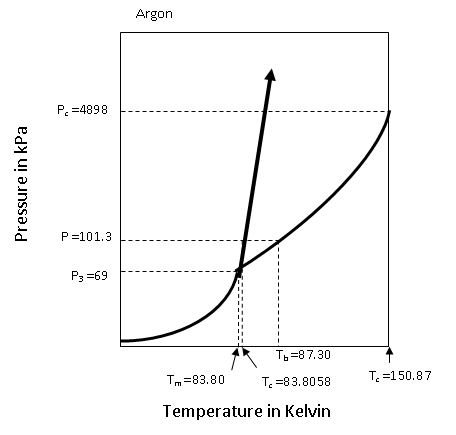 Argon
Pc=4898
Pressure in kPa
P=101.3
P3=69
Tb=87.30
Tm=83.80
Tc=83.8058
Tc=150.87
Temperature in Kelvin